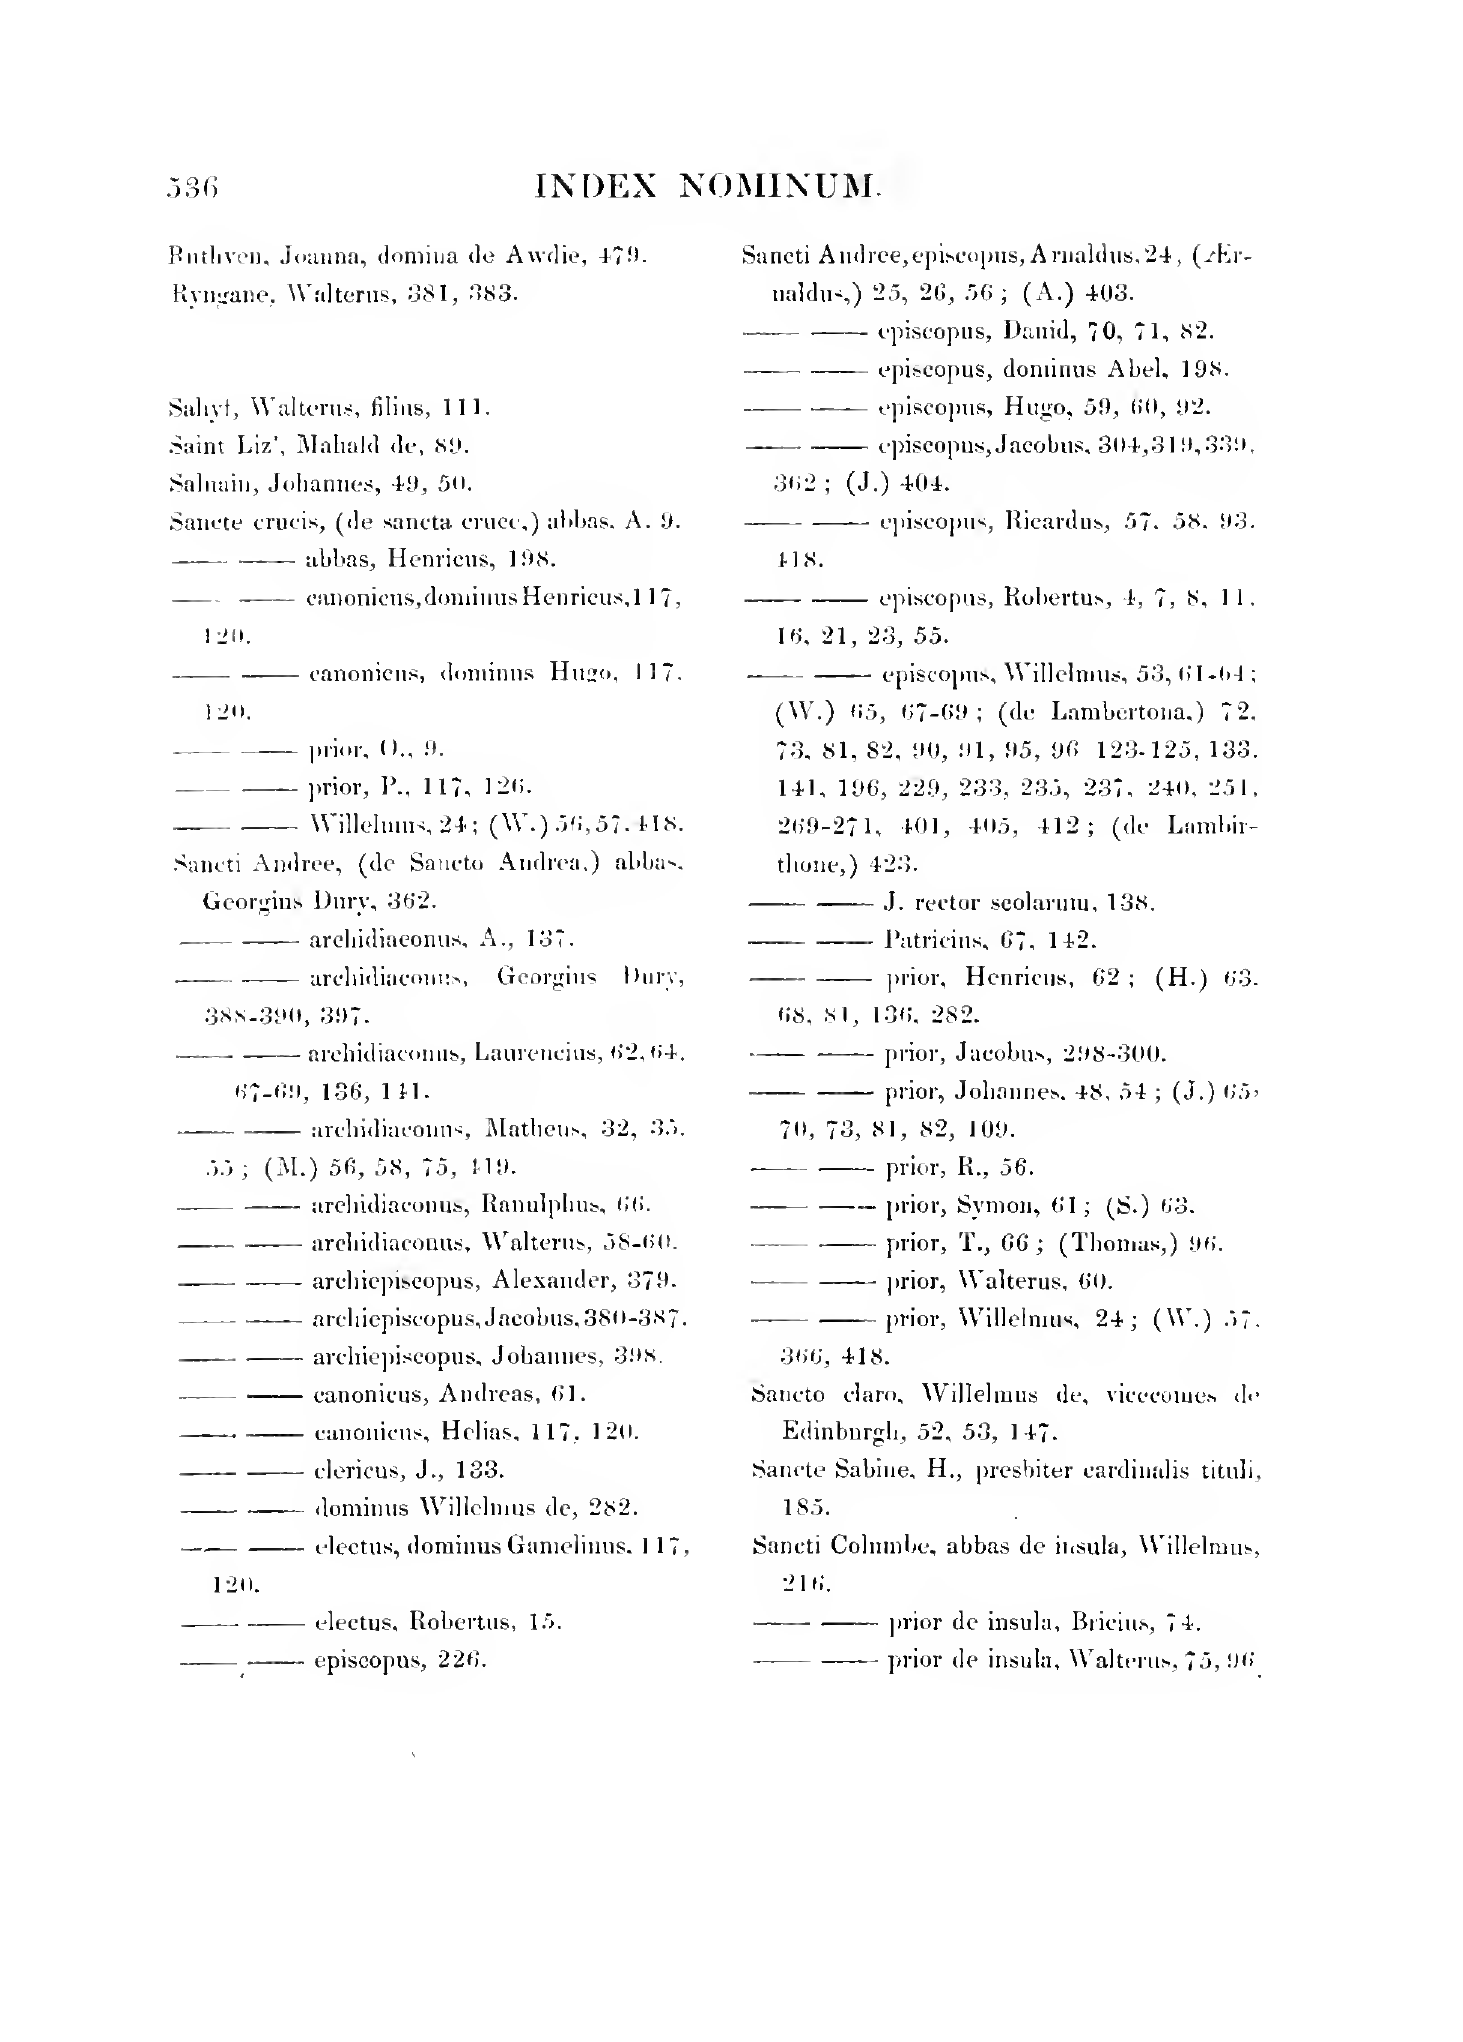 536
INDEX NOMINUM.
Ruthven, Joanna, domina de Awdie, 479.
Ryngane, Walterus, 381, 383.
Sahyf, Walterus, filius, 111.
Saint Liz', Mahald de, 89.
Salnain, Johannes, 49, 50.
Sancte crucis, (de sancta cruce,) abbas, A. 9.
—— —— abbas, Henricus, 198.
—— —— canonicus, dominus Henricus, 117,
120.
—— —— canonicus, dominus Hugo, 117,
120.
—— —— prior, O., 9.
—— —— prior, P., 117, 126.
—— —— Willelmus, 24; (W.) 56, 57, 418.
Sancti Andree, (de Sancto Andrea,) abbas,
Georgius Dury, 362.
—— —— archidiaconus, A., 137.
—— —— archidiaconus, Georgius Dury,
388-390, 397.
—— —— archidiaconus, Laurencius, 62, 64,
67-69, 136, 141.
—— —— archidiaconus, Matheus, 32, 35,
55; (M.) 56, 58, 75, 419.
—— —— archidiaconus, Ranulphus, 66.
—— —— archidiaconus, Walterus, 58-60.
—— —— archiepiscopus, Alexander, 379.
—— —— archiepiscopus, Jacobus, 380-387.
—— —— archiepiscopus, Johannes, 398.
—— —— canonicus, Andreas, 61.
—— —— canonicus, Helias, 117, 120.
—— —— clericus, J., 133.
—— —— dominus Willelmus de, 282.
—— —— electus, dominus Gamelinus, 117,
120.
—— —— electus, Robertus, 15.
—— —— episcopus, 226.
Sancti Andree, episcopus, Arnaldus, 24, (Ær-
naldus,) 25, 26, 56; (A.) 403.
—— —— episcopus, Dauid, 70, 71, 82.
—— —— episcopus, dominus Abel, 198.
—— —— episcopus, Hugo, 59, 60, 92.
—— —— episcopus, Jacobus, 304, 319, 339,
362; (J.) 404.
—— —— episcopus, Ricardus, 57, 58, 93,
418.
—— —— episcopus, Robertus, 4, 7, 8, 11,
16, 21, 23, 55.
—— —— episcopus, Willelmus, 53, 61-64;
(W.) 65, 67-69; (de Lambertona,) 72,
73, 81, 82, 90, 91, 95, 96 123-125, 133,
141, 196, 229, 233, 235, 237, 240, 251,
269-271, 401, 405, 412; (de Lambir-
thone,) 423.
—— —— J. rector scolarum, 138.
—— —— Patricius, 67, 142.
—— —— prior, Henricus, 62; (H.) 63,
68, 81, 136, 282.
—— —— prior, Jacobus, 298-300.
—— —— prior, Johannes, 48, 54; (J.) 65,
70, 73, 81, 82, 109.
—— —— prior, R., 56.
—— —— prior, Symon, 61; (S.) 63.
—— —— prior, T., 66; (Thomas,) 96.
—— —— prior, Walterus, 60.
—— —— prior, Willelmus, 24; (W.) 57,
366, 418.
Sancto claro, Willelmus de, vicecomes de
Edinburgh, 52, 53, 147.
Sancte Sabine, H., presbiter cardinalis tituli,
185.
Sancti Columbe, abbas de insula, Willelmus,
216.
—— —— prior de insula, Bricius, 74.
—— —— prior de insula, Walterus, 75, 96.